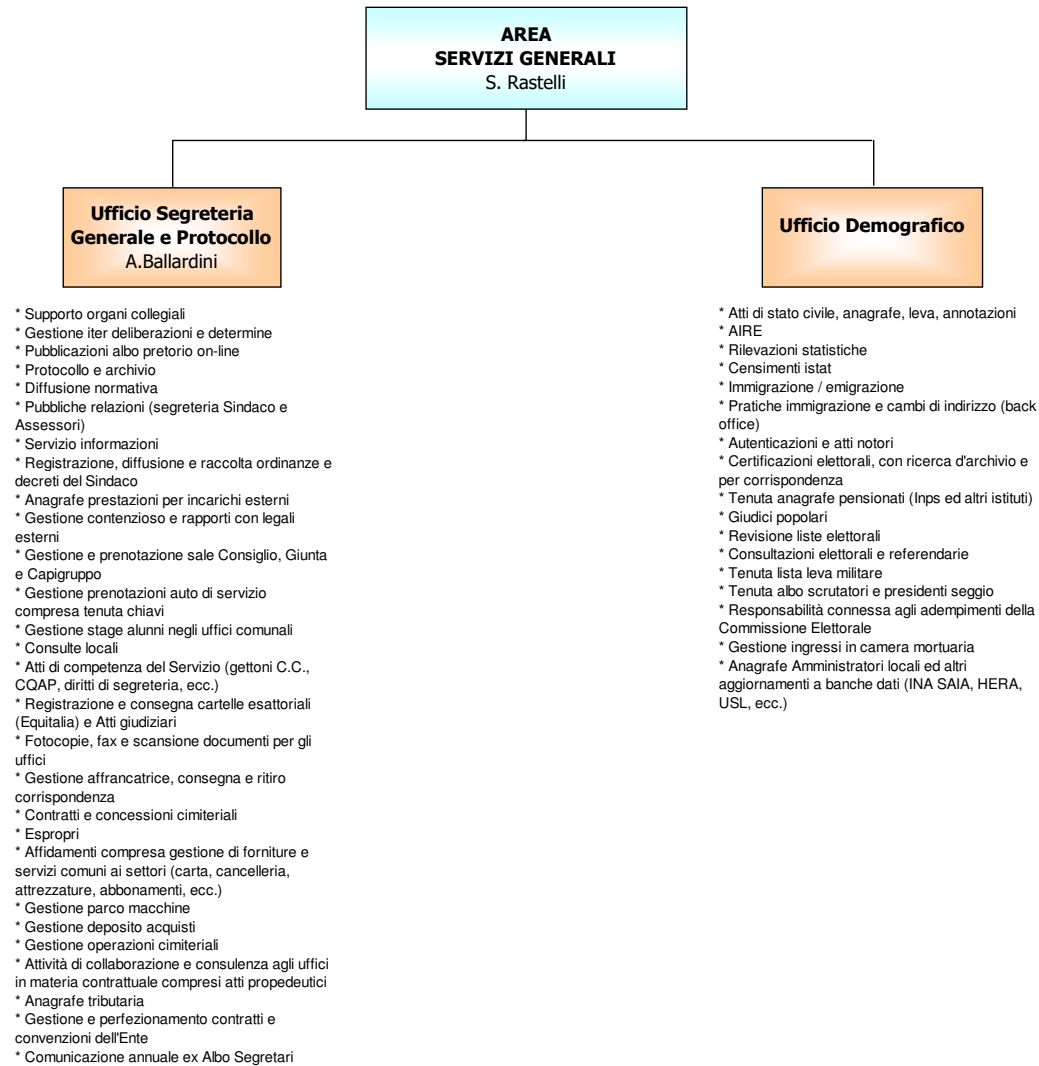 AREA
SERVIZI GENERALI
S. Rastelli
Ufficio Segreteria
Generale e Protocollo
A.Ballardini
* Supporto organi collegiali
* Gestione iter deliberazioni e determine
* Pubblicazioni albo pretorio on-line
* Protocollo e archivio
* Diffusione normativa
* Pubbliche relazioni (segreteria Sindaco e
Assessori)
* Servizio informazioni
* Registrazione, diffusione e raccolta ordinanze e
decreti del Sindaco
* Anagrafe prestazioni per incarichi esterni
* Gestione contenzioso e rapporti con legali
esterni
* Gestione e prenotazione sale Consiglio, Giunta
e Capigruppo
* Gestione prenotazioni auto di servizio
compresa tenuta chiavi
* Gestione stage alunni negli uffici comunali
* Consulte locali
* Atti di competenza del Servizio (gettoni C.C.,
CQAP, diritti di segreteria, ecc.)
* Registrazione e consegna cartelle esattoriali
(Equitalia) e Atti giudiziari
* Fotocopie, fax e scansione documenti per gli
uffici
* Gestione affrancatrice, consegna e ritiro
corrispondenza
* Contratti e concessioni cimiteriali
* Espropri
* Affidamenti compresa gestione di forniture e
servizi comuni ai settori (carta, cancelleria,
attrezzature, abbonamenti, ecc.)
* Gestione parco macchine
* Gestione deposito acquisti
* Gestione operazioni cimiteriali
* Attività di collaborazione e consulenza agli uffici
in materia contrattuale compresi atti propedeutici
* Anagrafe tributaria
* Gestione e perfezionamento contratti e
convenzioni dell'Ente
* Comunicazione annuale ex Albo Segretari
Ufficio Demografico
* Atti di stato civile, anagrafe, leva, annotazioni
* AIRE
* Rilevazioni statistiche
* Censimenti istat
* Immigrazione / emigrazione
* Pratiche immigrazione e cambi di indirizzo (back
office)
* Autenticazioni e atti notori
* Certificazioni elettorali, con ricerca d'archivio e
per corrispondenza
* Tenuta anagrafe pensionati (Inps ed altri istituti)
* Giudici popolari
* Revisione liste elettorali
* Consultazioni elettorali e referendarie
* Tenuta lista leva militare
* Tenuta albo scrutatori e presidenti seggio
* Responsabilità connessa agli adempimenti della
Commissione Elettorale
* Gestione ingressi in camera mortuaria
* Anagrafe Amministratori locali ed altri
aggiornamenti a banche dati (INA SAIA, HERA,
USL, ecc.)